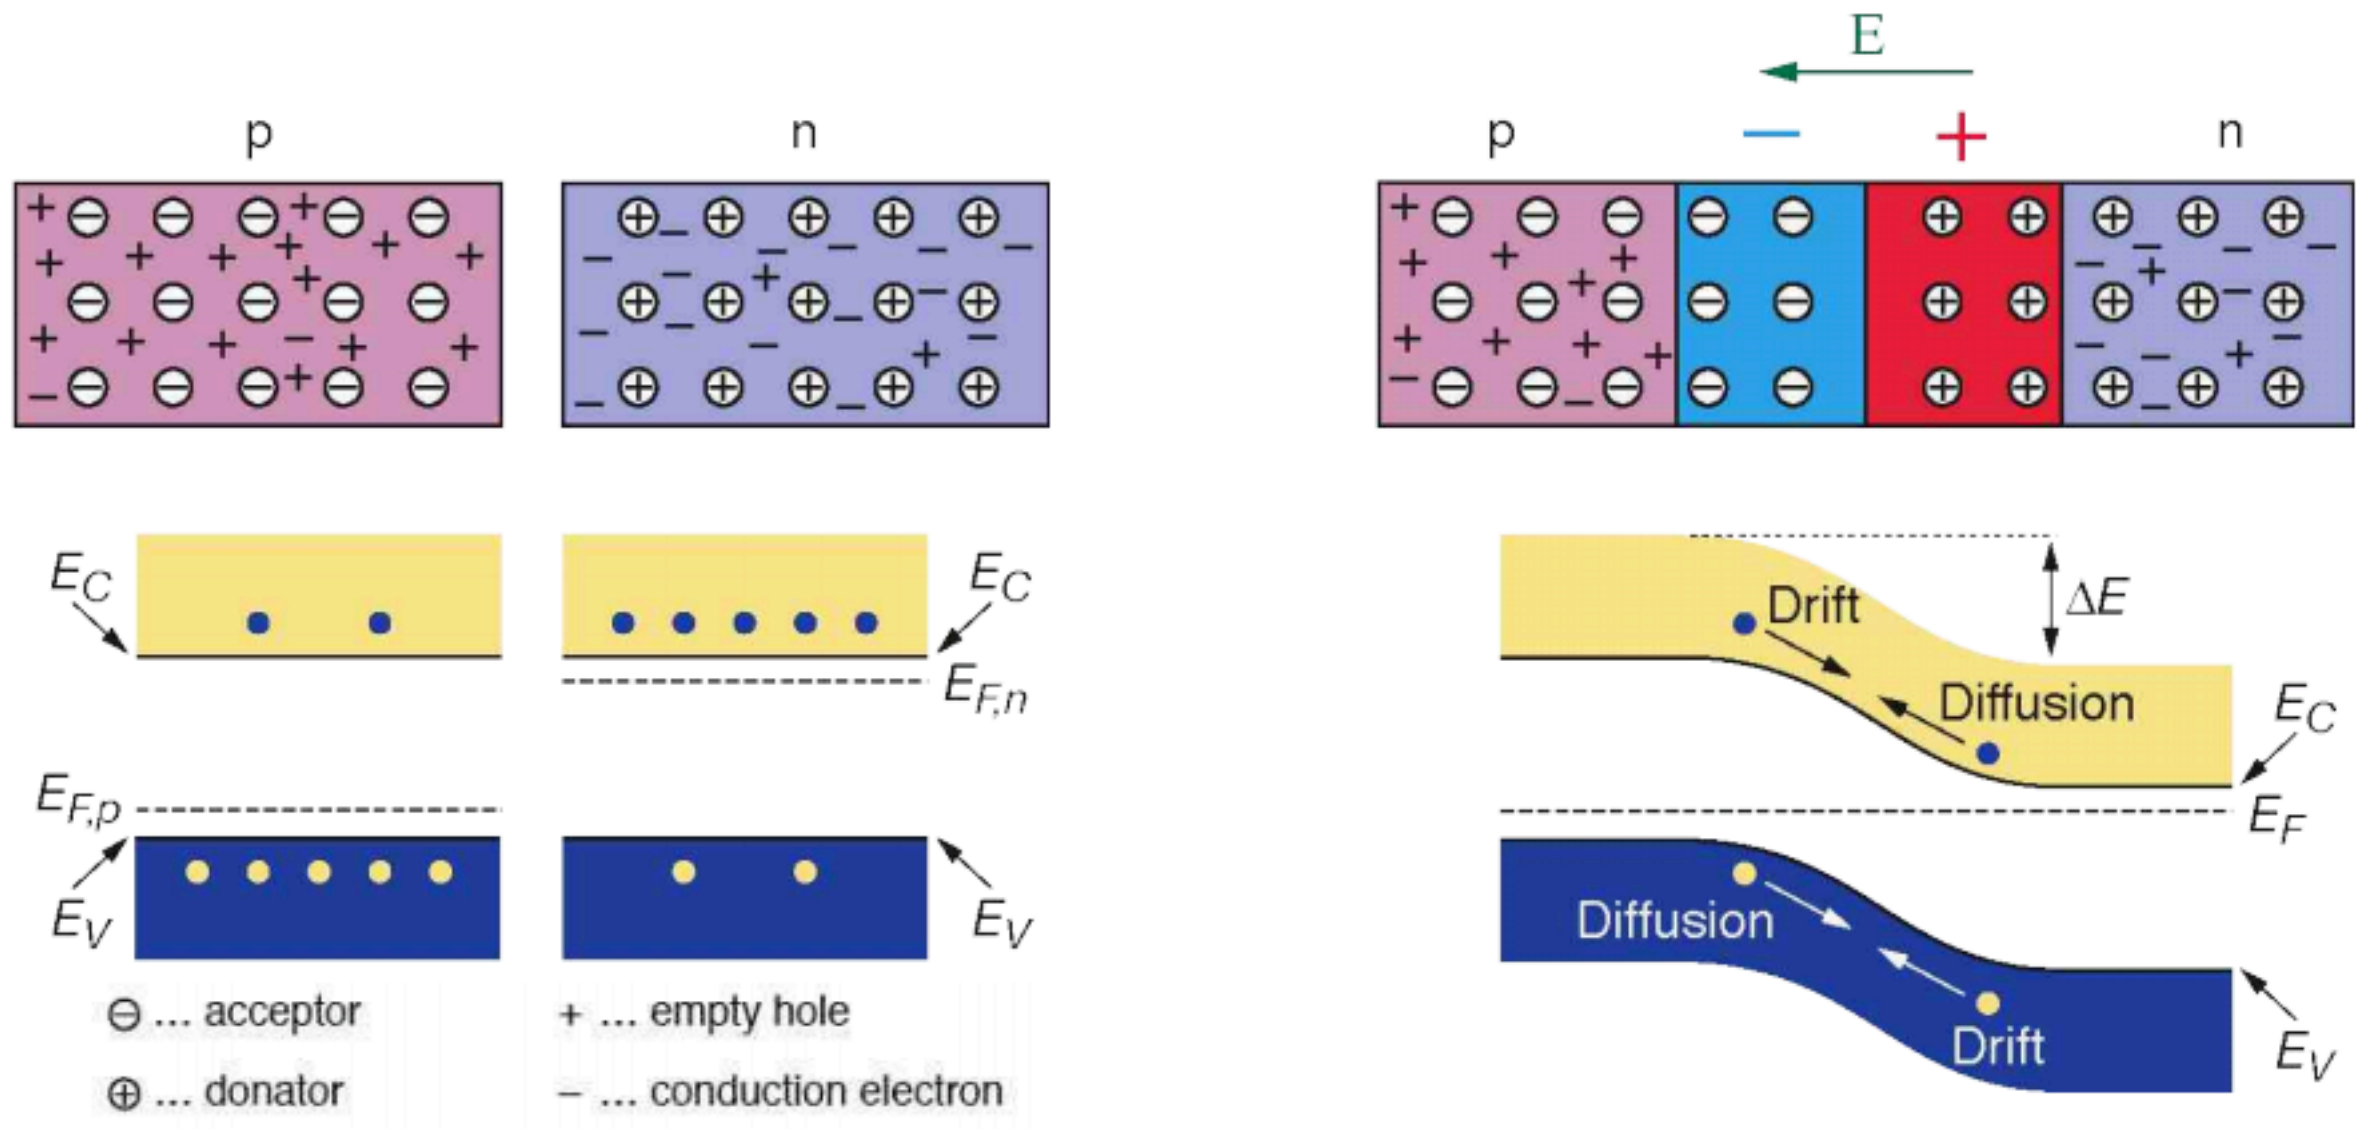 E
p
n
p
−
+
n
E_C
E_C
E_F,n
E_F,p
E_V
E_V
⊖ ... acceptor
+ ... empty hole
⊕ ... donator
− ... conduction electron
Drift
ΔE
Diffusion
E_C
E_F
Diffusion
Drift
E_V